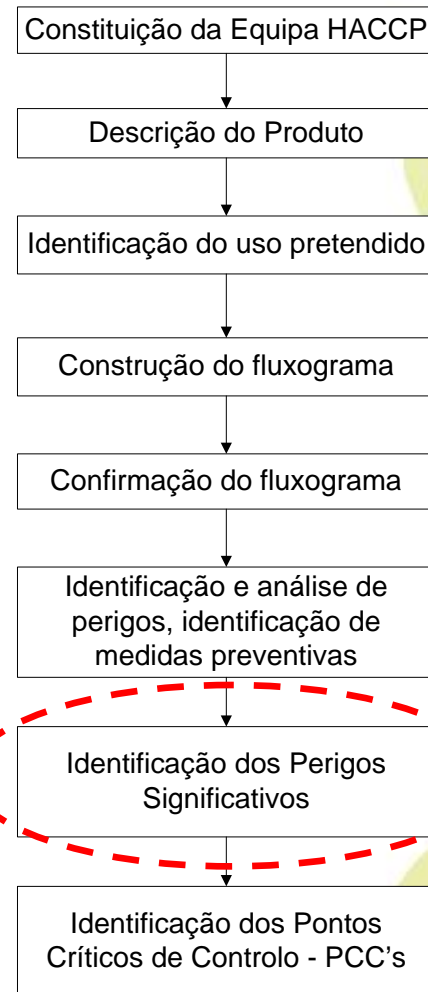 Constituição da Equipa HACCP
Descrição do Produto
Identificação do uso pretendido
Construção do fluxograma
Confirmação do fluxograma
Identificação e análise de
perigos, identificação de
medidas preventivas
Identificação dos Perigos
Significativos
Identificação dos Pontos
Críticos de Controlo - PCC's